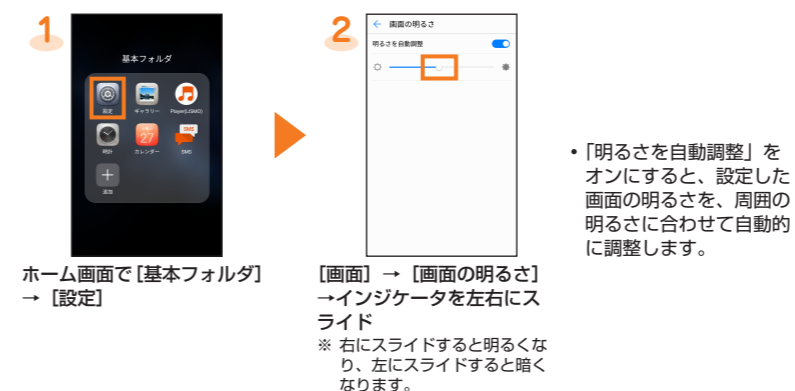 1
基本フォルダ
設定
ギャラリー
Player(LISMO)
時計
27
カレンダー
SMS
SMS
追加
ホーム画面で[基本フォルダ]
→[設定]
2
← 画面の明るさ
明るさを自動調整
[画面]→[画面の明るさ]
→インジケータを左右にス
ライド
※ 右にスライドすると明るくな
り、左にスライドすると暗く
なります。
•「明るさを自動調整」を
オンにすると、設定した
画面の明るさを、周囲の
明るさに合わせて自動的
に調整します。